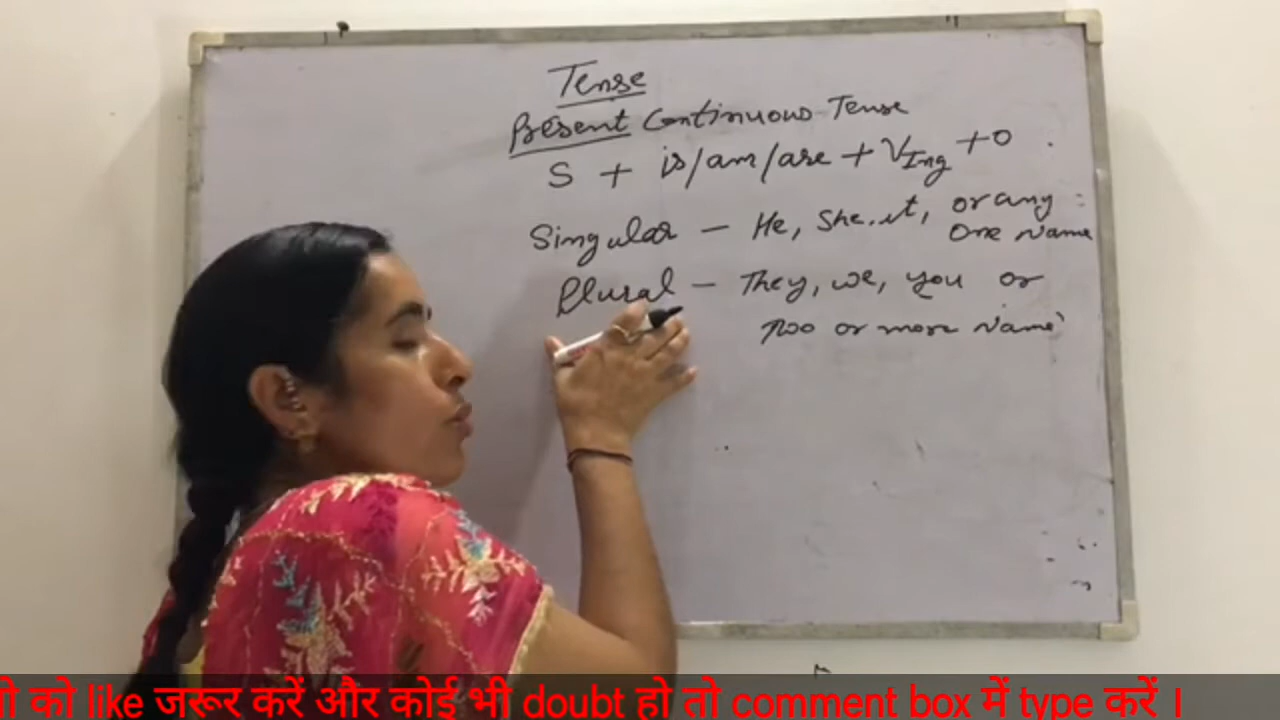 Tense
Present Continuous Tense
S + is/am/are + VIng + O
Singular – He, She, it, or any
One Name
Plural – They, we, you or
Two or more Name
को like जरूर करें और कोई भी doubt हो तो comment box में type करें ।